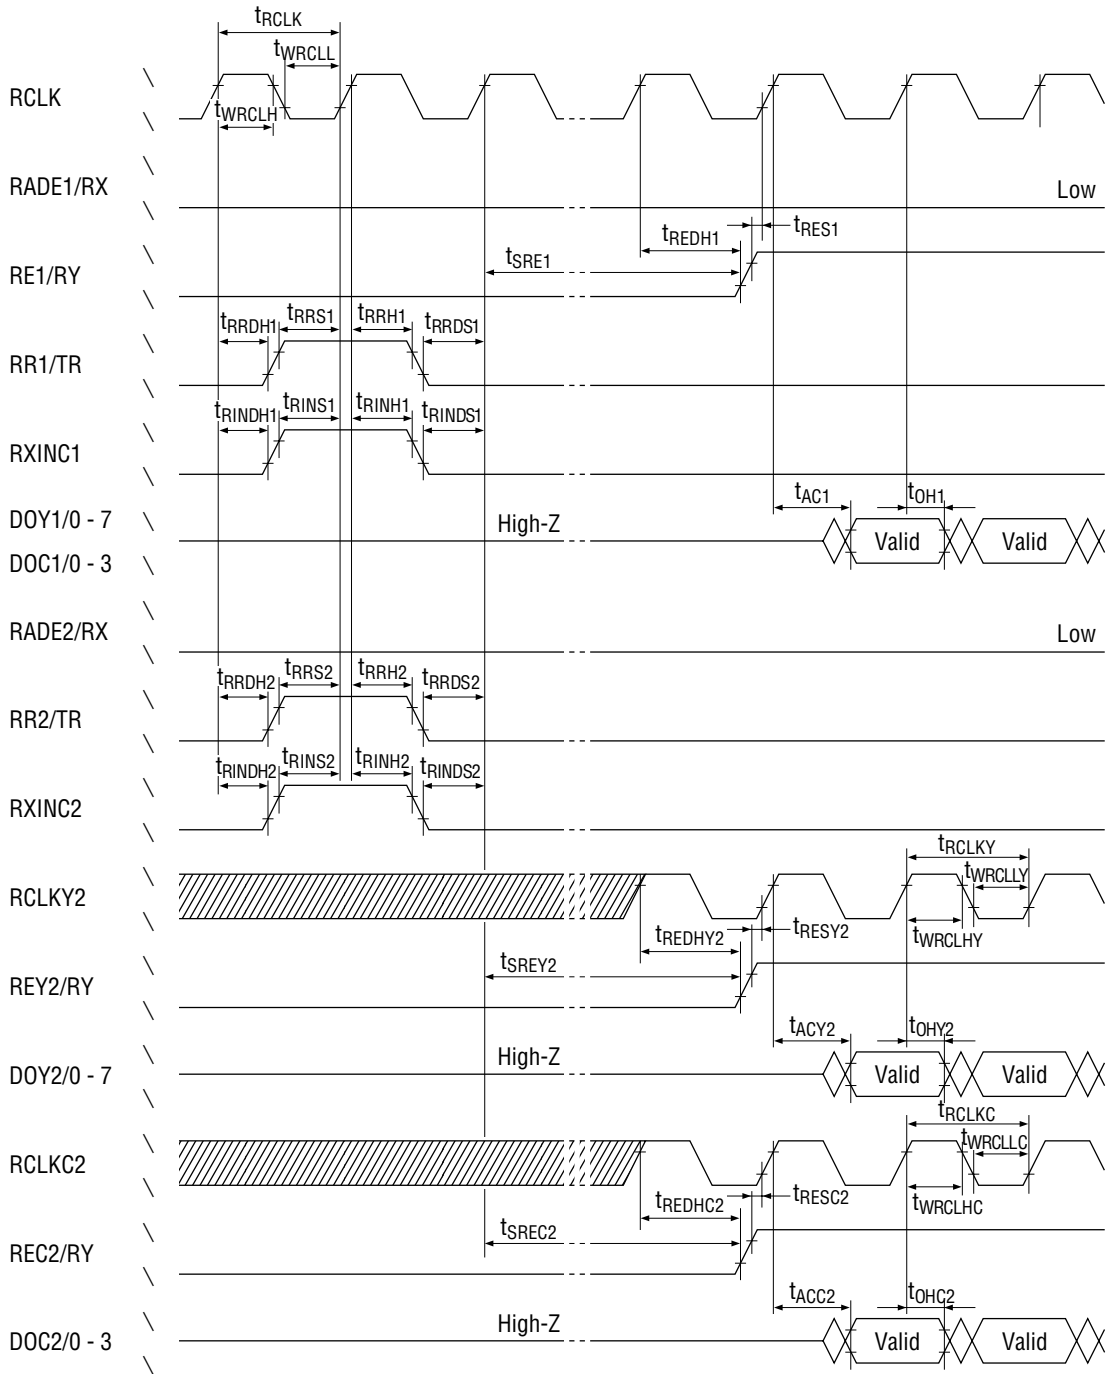 tRCLK
tWRCLL
RCLK
tWRCLH
RADE1/RX
Low
tREDH1
tRES1
tSRE1
RE1/RY
tRRDH1 tRRS1 tRRH1 tRRDS1
RR1/TR
tRINDH1 tRINS1 tRINH1 tRINDS1
RXINC1
tAC1 tOH1
DOY1/0 - 7
High-Z
Valid Valid
DOC1/0 - 3
RADE2/RX
Low
tRRDH2 tRRS2 tRRH2 tRRDS2
RR2/TR
tRINDH2 tRINS2 tRINH2 tRINDS2
RXINC2
tRCLKY
tWRCLLY
RCLKY2
tREDHY2 tRESY2 tWRCLHY
tSREY2
REY2/RY
tACY2 tOHY2
High-Z
DOY2/0 - 7
Valid Valid
tRCLKC
tWRCLLC
RCLKC2
tREDHC2 tRESC2 tWRCLHC
tSREC2
REC2/RY
tACC2 tOHC2
High-Z
DOC2/0 - 3
Valid Valid